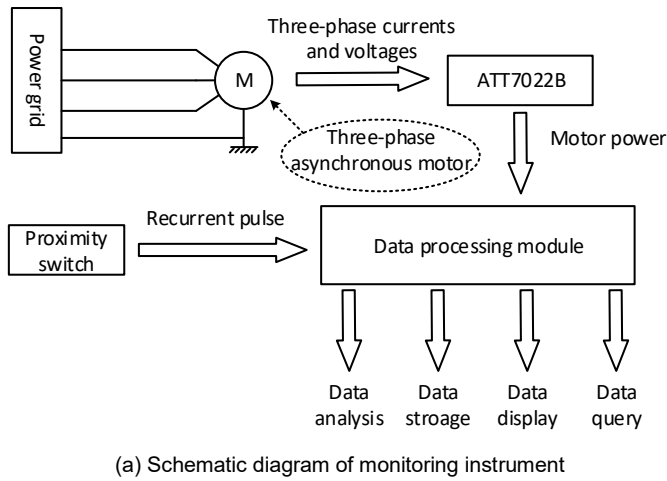 Power grid
M
Three-phase currents
and voltages
ATT7022B
Three-phase
asynchronous motor
Motor power
Recurrent pulse
Proximity
switch
Data processing module
Data
analysis
Data
stroage
Data
display
Data
query
(a) Schematic diagram of monitoring instrument